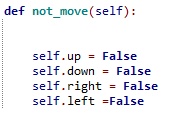 def not_move(self):
self.up = False
self.down = False
self.right = False
self.left =False